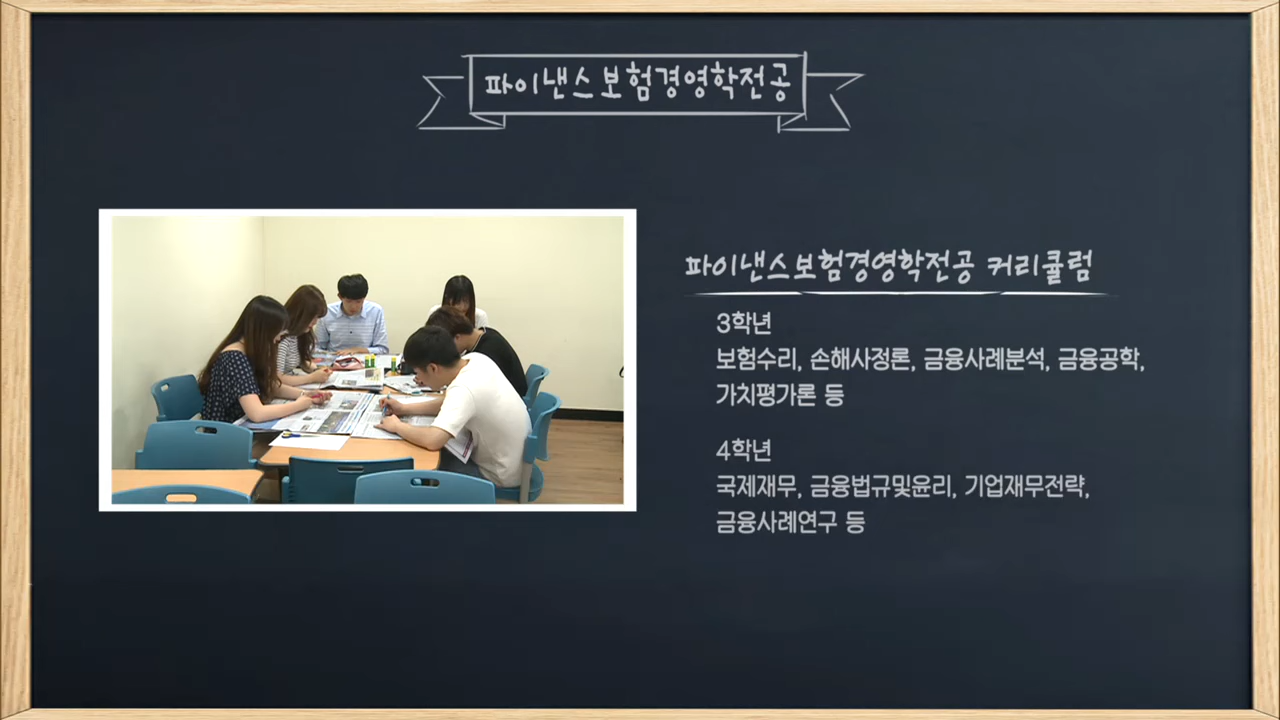 파이낸스보험경영학전공
파이낸스보험경영학전공 커리큘럼
3학년
보험수리, 손해사정론, 금융사례분석, 금융공학,
가치평가론 등
4학년
국제재무, 금융법규및윤리, 기업재무전략,
금융사례연구 등